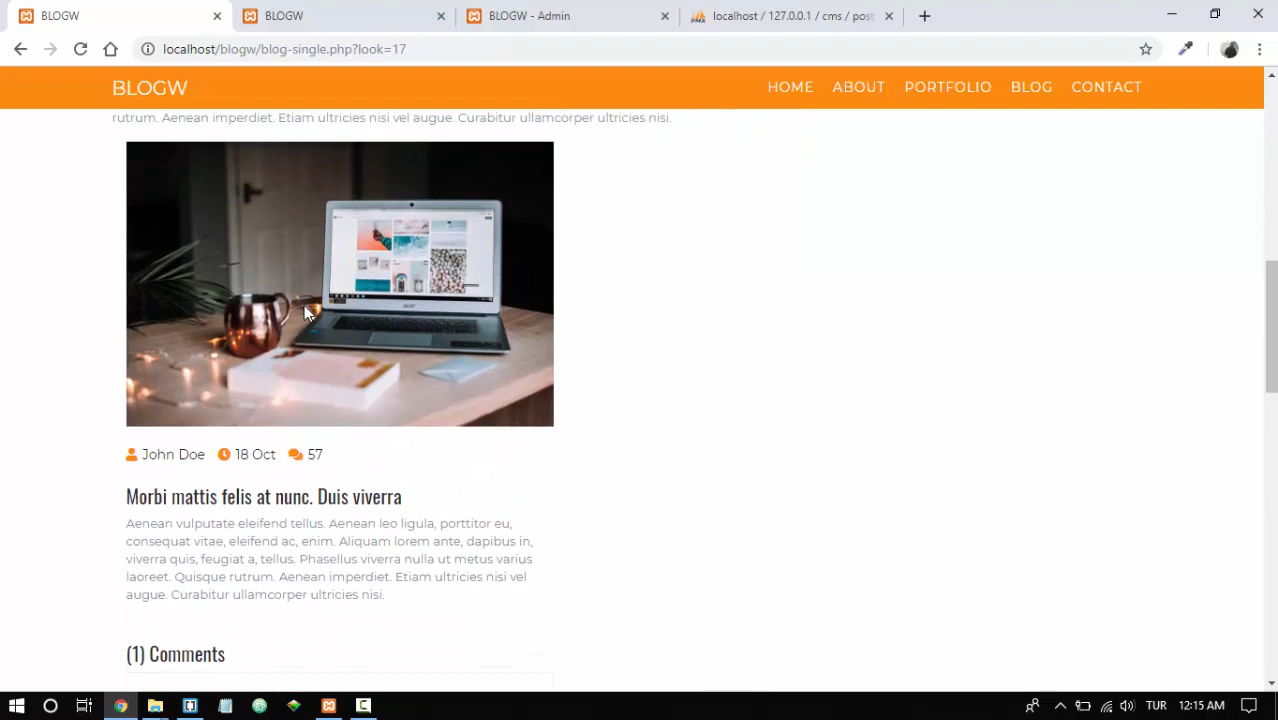 BLOGW
BLOGW
BLOGW - Admin
localhost / 127.0.0.1 / cms / post
localhost/blogw/blog-single.php?look=17
BLOGW
HOME ABOUT PORTFOLIO BLOG CONTACT
rutrum. Aenean imperdiet. Etiam ultricies nisi vel augue. Curabitur ullamcorper ultricies nisi.
John Doe 18 Oct 57
Morbi mattis felis at nunc. Duis viverra
Aenean vulputate eleifend tellus. Aenean leo ligula, porttitor eu,
consequat vitae, eleifend ac, enim. Aliquam lorem ante, dapibus in,
viverra quis, feugiat a, tellus. Phasellus viverra nulla ut metus varius
laoreet. Quisque rutrum. Aenean imperdiet. Etiam ultricies nisi vel
augue. Curabitur ullamcorper ultricies nisi.
(1) Comments
TUR 12:15 AM